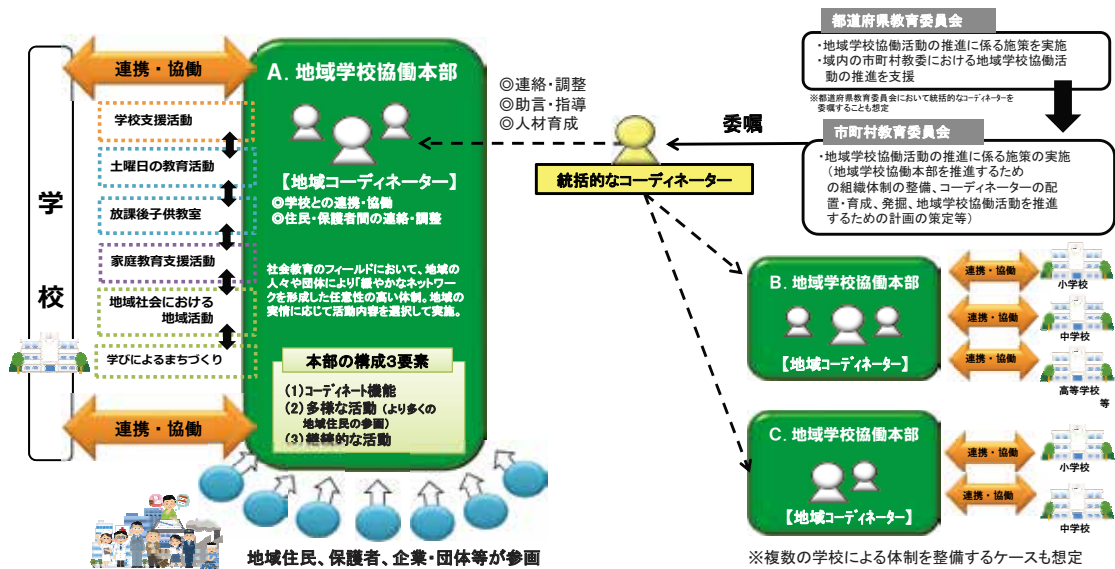 学
校
連携・協働
学校支援活動
土曜日の教育活動
放課後子供教室
家庭教育支援活動
地域社会における
地域活動
学びによるまちづくり
連携・協働
A. 地域学校協働本部
【地域コーディネーター】
◎学校との連携・協働
◎住民・保護者間の連絡・調整
社会教育のフィールドにおいて、地域の
人々や団体により「緩やかなネットワー
クを形成した任意性の高い体制。地域の
実情に応じて活動内容を選択して実施。
本部の構成3要素
(1)コーディネート機能
(2)多様な活動(より多くの
地域住民の参画)
(3)継続的な活動
地域住民、保護者、企業・団体等が参画
◎連絡・調整
◎助言・指導
◎人材育成
統括的なコーディネーター
委嘱
都道府県教育委員会
・地域学校協働活動の推進に係る施策を実施
・域内の市町村教委における地域学校協働活
動の推進を支援
※都道府県教育委員会において統括的なコーディネーターを
委嘱することも想定
市町村教育委員会
・地域学校協働活動の推進に係る施策の実施
(地域学校協働本部を推進するため
の組織体制の整備、コーディネーターの配
置・育成、発掘、地域学校協働活動を推進
するための計画の策定等)
B. 地域学校協働本部
【地域コーディネーター】
連携・協働
小学校
連携・協働
中学校
連携・協働
高等学校
等
C. 地域学校協働本部
【地域コーディネーター】
連携・協働
小学校
連携・協働
中学校
※複数の学校による体制を整備するケースも想定